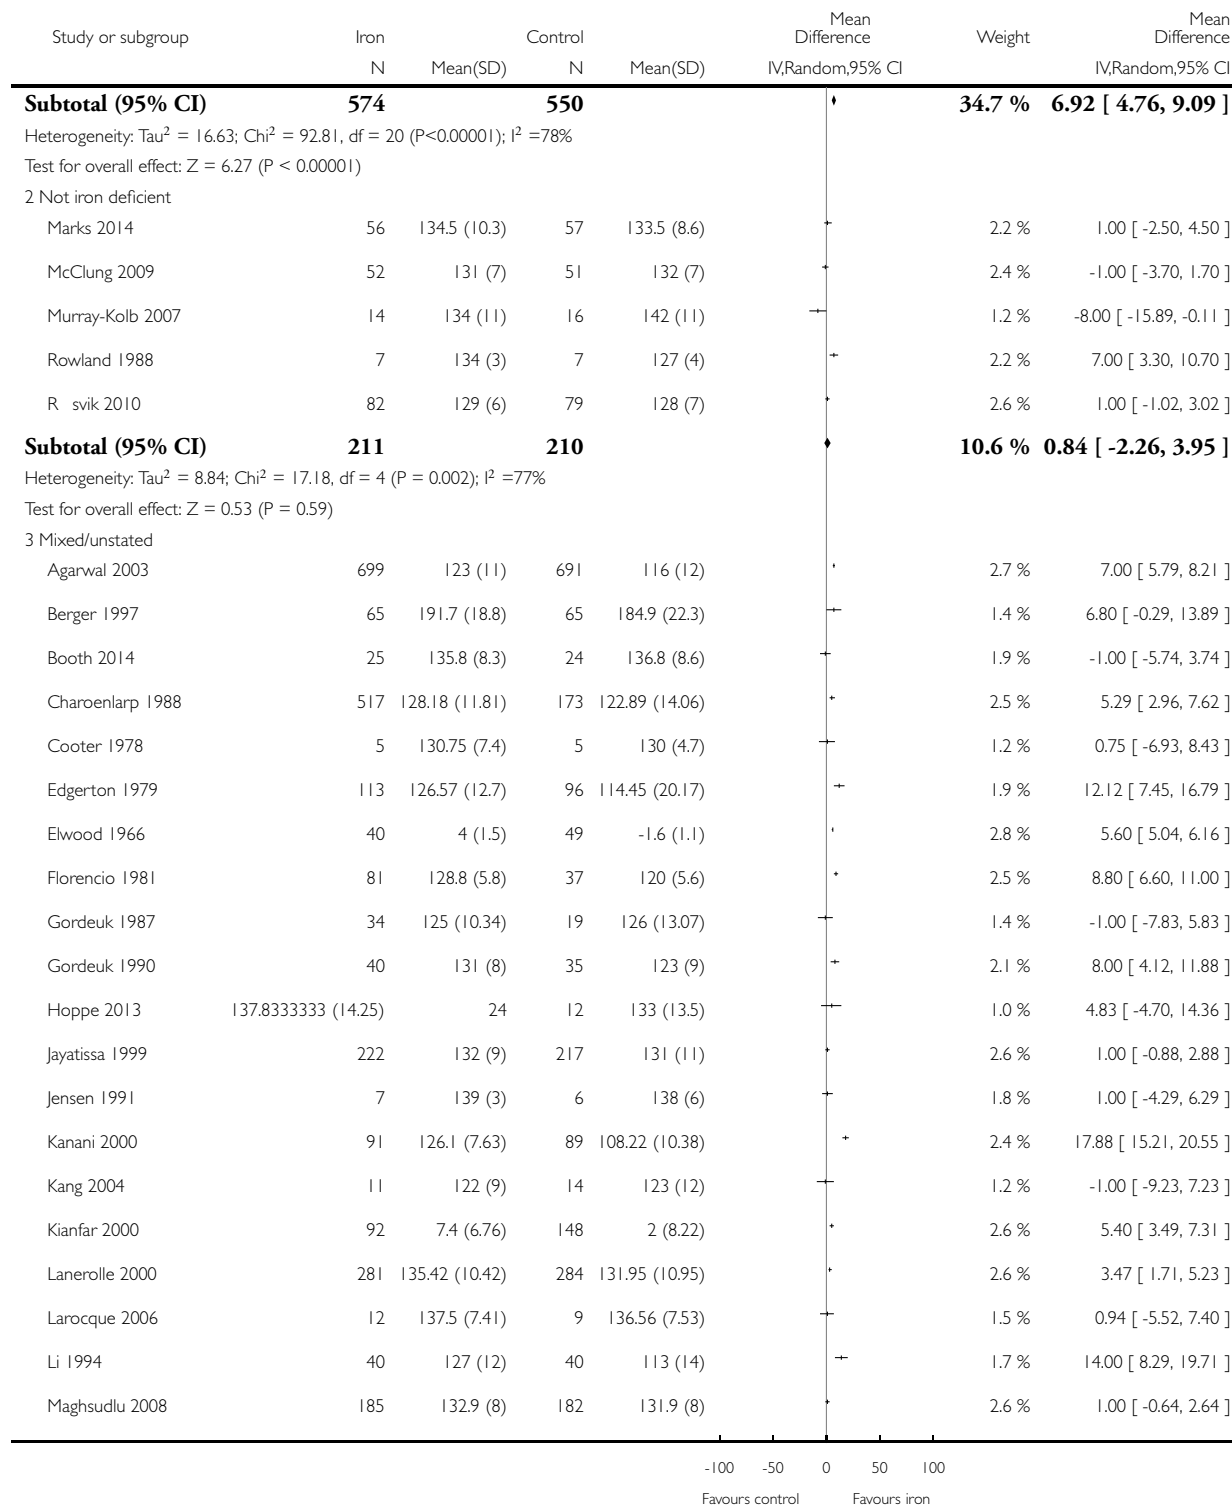 Study or subgroup Iron Control Mean Difference Weight Mean Difference
N Mean(SD) N Mean(SD) IV,Random,95% CI IV,Random,95% CI
Subtotal (95% CI) 574 550 34.7 % 6.92 [ 4.76, 9.09 ]
Heterogeneity: Tau² = 16.63; Chi² = 92.81, df = 20 (P<0.00001); I² =78%
Test for overall effect: Z = 6.27 (P < 0.00001)
2 Not iron deficient
Marks 2014 56 134.5 (10.3) 57 133.5 (8.6) 2.2 % 1.00 [ -2.50, 4.50 ]
McClung 2009 52 131 (7) 51 132 (7) 2.4 % -1.00 [ -3.70, 1.70 ]
Murray-Kolb 2007 14 134 (11) 16 142 (11) 1.2 % -8.00 [ -15.89, -0.11 ]
Rowland 1988 7 134 (3) 7 127 (4) 2.2 % 7.00 [ 3.30, 10.70 ]
R svik 2010 82 129 (6) 79 128 (7) 2.6 % 1.00 [ -1.02, 3.02 ]
Subtotal (95% CI) 211 210 10.6 % 0.84 [ -2.26, 3.95 ]
Heterogeneity: Tau² = 8.84; Chi² = 17.18, df = 4 (P = 0.002); I² =77%
Test for overall effect: Z = 0.53 (P = 0.59)
3 Mixed/unstated
Agarwal 2003 699 123 (11) 691 116 (12) 2.7 % 7.00 [ 5.79, 8.21 ]
Berger 1997 65 191.7 (18.8) 65 184.9 (22.3) 1.4 % 6.80 [ -0.29, 13.89 ]
Booth 2014 25 135.8 (8.3) 24 136.8 (8.6) 1.9 % -1.00 [ -5.74, 3.74 ]
Charoenlarp 1988 517 128.18 (11.81) 173 122.89 (14.06) 2.5 % 5.29 [ 2.96, 7.62 ]
Cooter 1978 5 130.75 (7.4) 5 130 (4.7) 1.2 % 0.75 [ -6.93, 8.43 ]
Edgerton 1979 113 126.57 (12.7) 96 114.45 (20.17) 1.9 % 12.12 [ 7.45, 16.79 ]
Elwood 1966 40 4 (1.5) 49 -1.6 (1.1) 2.8 % 5.60 [ 5.04, 6.16 ]
Florencio 1981 81 128.8 (5.8) 37 120 (5.6) 2.5 % 8.80 [ 6.60, 11.00 ]
Gordeuk 1987 34 125 (10.34) 19 126 (13.07) 1.4 % -1.00 [ -7.83, 5.83 ]
Gordeuk 1990 40 131 (8) 35 123 (9) 2.1 % 8.00 [ 4.12, 11.88 ]
Hoppe 2013 137.8333333 (14.25) 24 12 133 (13.5) 1.0 % 4.83 [ -4.70, 14.36 ]
Jayatissa 1999 222 132 (9) 217 131 (11) 2.6 % 1.00 [ -0.88, 2.88 ]
Jensen 1991 7 139 (3) 6 138 (6) 1.8 % 1.00 [ -4.29, 6.29 ]
Kanani 2000 91 126.1 (7.63) 89 108.22 (10.38) 2.4 % 17.88 [ 15.21, 20.55 ]
Kang 2004 11 122 (9) 14 123 (12) 1.2 % -1.00 [ -9.23, 7.23 ]
Kianfar 2000 92 7.4 (6.76) 148 2 (8.22) 2.6 % 5.40 [ 3.49, 7.31 ]
Lanerolle 2000 281 135.42 (10.42) 284 131.95 (10.95) 2.6 % 3.47 [ 1.71, 5.23 ]
Larocque 2006 12 137.5 (7.41) 9 136.56 (7.53) 1.5 % 0.94 [ -5.52, 7.40 ]
Li 1994 40 127 (12) 40 113 (14) 1.7 % 14.00 [ 8.29, 19.71 ]
Maghsudlu 2008 185 132.9 (8) 182 131.9 (8) 2.6 % 1.00 [ -0.64, 2.64 ]
-100 -50 0 50 100
Favours control Favours iron